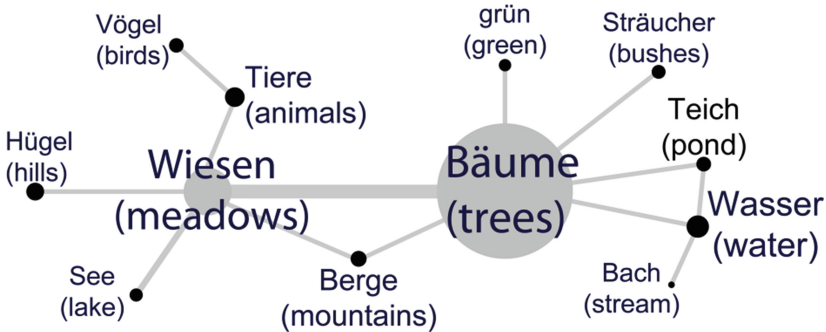 Vögel
(birds)
grün
(green)
Sträucher
(bushes)
Tiere
(animals)
Teich
(pond)
Hügel
(hills)
Wiesen
(meadows)
Bäume
(trees)
Wasser
(water)
See
(lake)
Berge
(mountains)
Bach
(stream)